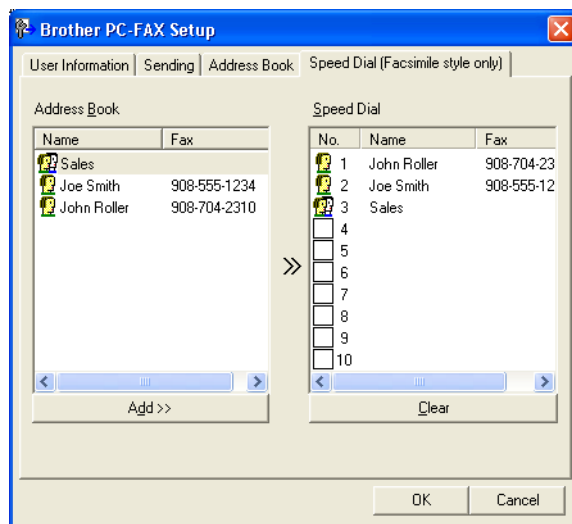 Brother PC-FAX Setup
User Information Sending Address Book Speed Dial (Facsimile style only)
Address Book
Name Fax
Sales
Joe Smith 908-555-1234
John Roller 908-704-2310
Add >>
>>
Speed Dial
No. Name Fax
1 John Roller 908-704-23
2 Joe Smith 908-555-12
3 Sales
4
5
6
7
8
9
10
Clear
OK Cancel